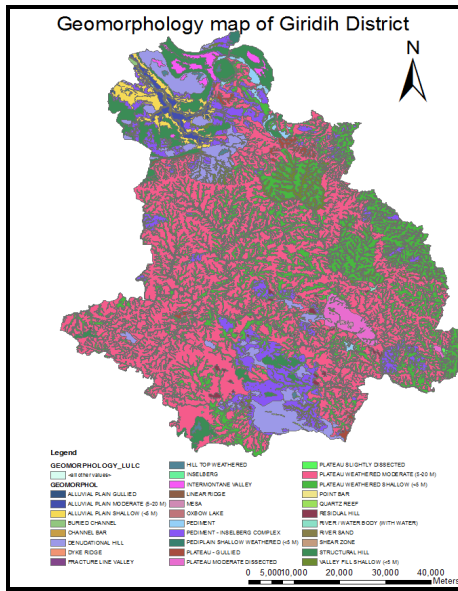 Geomorphology map of Giridih District
N
Legend
GEOMORPHOLOGY_LULC
<all other values>
GEOMORPHOL
ALLUVIAL PLAIN GULLIED
ALLUVIAL PLAIN MODERATE (5-20 M)
ALLUVIAL PLAIN SHALLOW (<5 M)
BURIED CHANNEL
CHANNEL BAR
DENUDATIONAL HILL
DYKE RIDGE
FRACTURE LINE VALLEY
HILL TOP WEATHERED
INSELBERG
INTERMONTANE VALLEY
LINEAR RIDGE
MESA
OXBOW LAKE
PEDIMENT
PEDIMENT - INSELBERG COMPLEX
PEDIPLAIN SHALLOW WEATHERED (<5 M)
PLATEAU - GULLIED
PLATEAU MODERATE DISSECTED
PLATEAU SLIGHTLY DISSECTED
PLATEAU WEATHERED MODERATE (5-20 M)
PLATEAU WEATHERED SHALLOW (<5 M)
POINT BAR
QUARTZ REEF
RESIDUAL HILL
RIVER / WATER BODY (WITH WATER)
RIVER SAND
SHEAR ZONE
STRUCTURAL HILL
VALLEY FILL SHALLOW (<5 M)
0 5,000 10,000 20,000 30,000 40,000
Meters